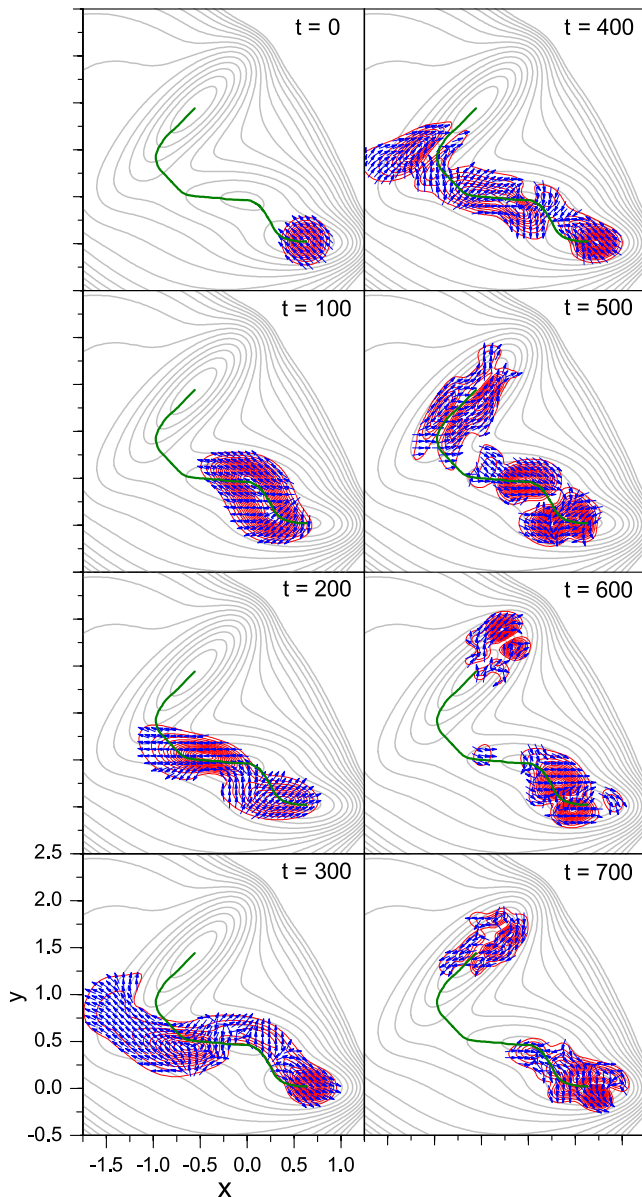 t = 0
t = 400
t = 100
t = 500
t = 200
t = 600
2.5
t = 300
t = 700
2.0
1.5
y
1.0
0.5
0.0
-0.5
-1.5 -1.0 -0.5 0.0 0.5 1.0
x